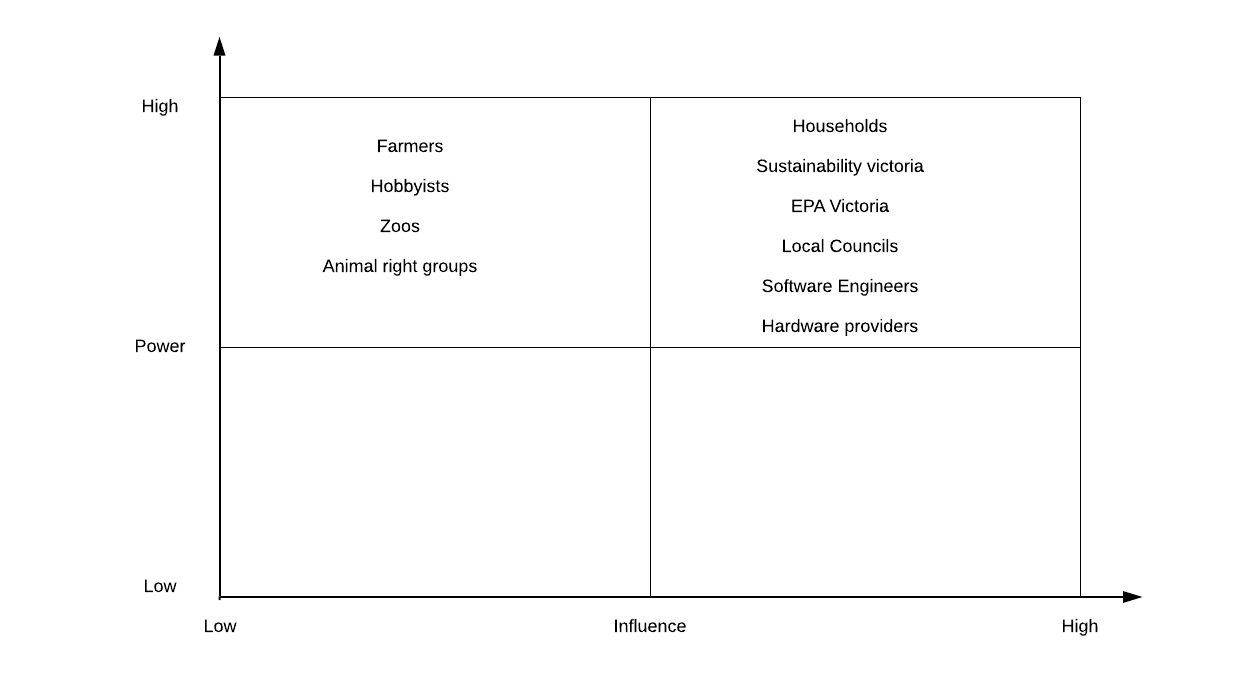 High
Farmers
Hobbyists
Zoos
Animal right groups
Households
Sustainability victoria
EPA Victoria
Local Councils
Software Engineers
Hardware providers
Power
Low
Low
Influence
High